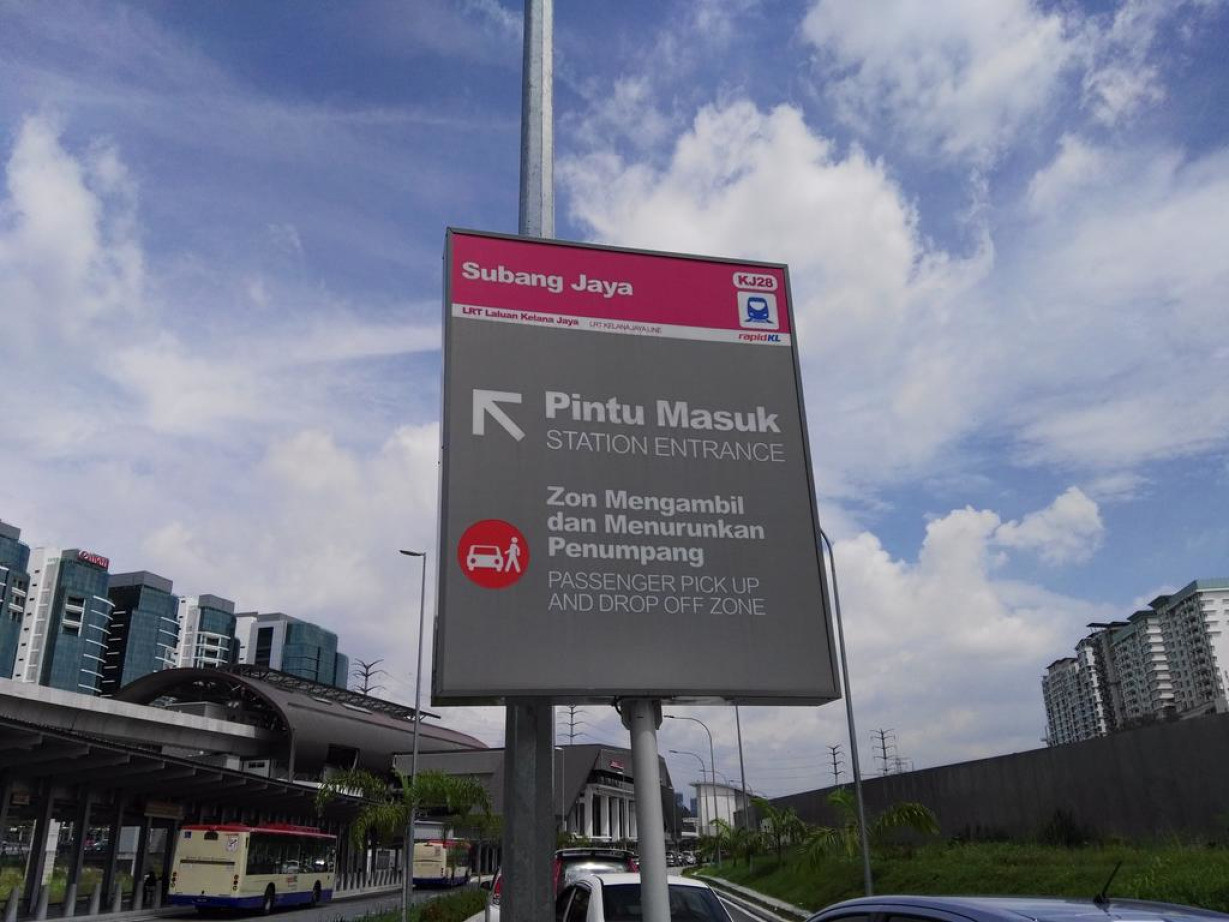 Subang Jaya
KJ28
LRT Laluan Kelana Jaya LRT KELANA JAYA LINE
rapidKL
Pintu Masuk
STATION ENTRANCE
Zon Mengambil
dan Menurunkan
Penumpang
PASSENGER PICK UP
AND DROP OFF ZONE